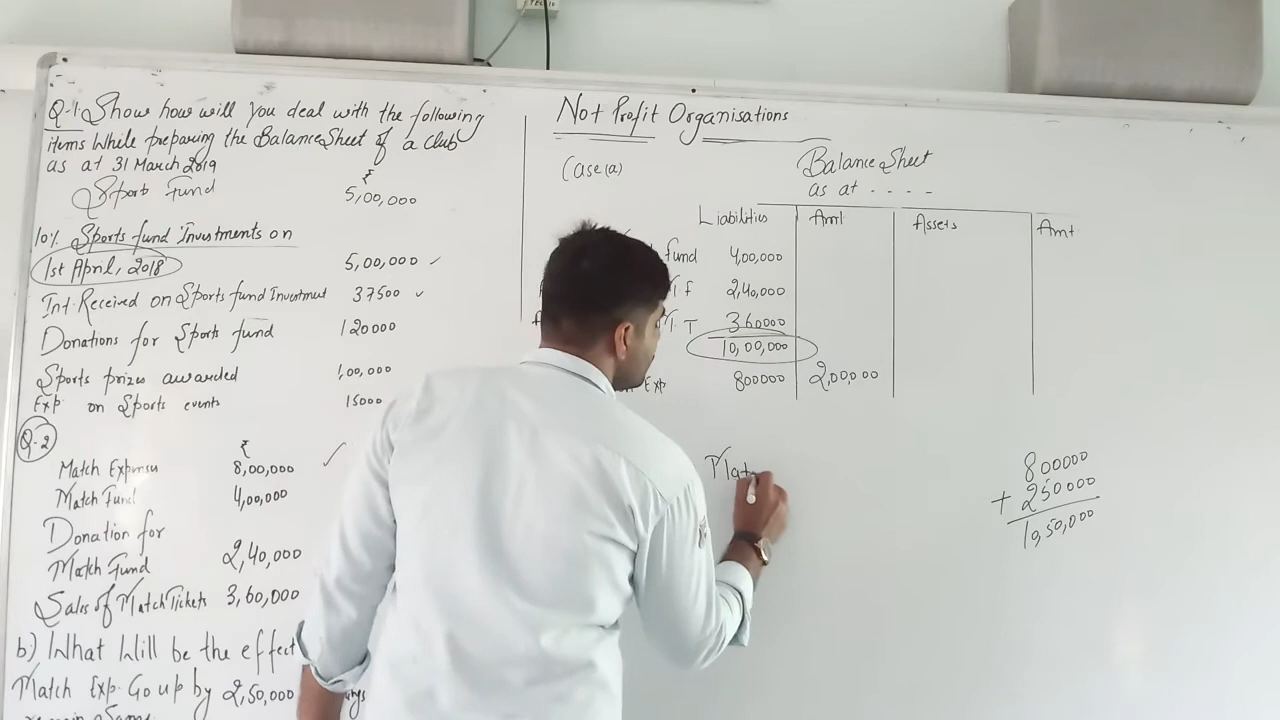 Q-1 Show how will you deal with the following
items While preparing the Balance Sheet of a club
as at 31 March 2019
₹
Sport Fund 5,00,000
10% Sports fund Investments on
1st April, 2018 5,00,000
Int. Received on Sports fund Investment 37500
Donations for Sports fund 120000
Sports prizes awarded 1,00,000
Exp on Sports events 15000
Q-2
₹
Match Expenses 8,00,000
Match Fund 4,00,000
Donation for
Match Fund 2,40,000
Sales of Match Tickets 3,60,000
b) What Will be the effect
Match Exp. Go up by 2,50,000
remain Same
Not Profit Organisations
Case (a)
Balance Sheet
as at - - - -
Liabilities Amt Assets Amt
fund 4,00,000
M F 2,40,000
M T 360000
10,00,000
Exp 800000 2,00,000
Mat
800000
+ 250000
10,50,000